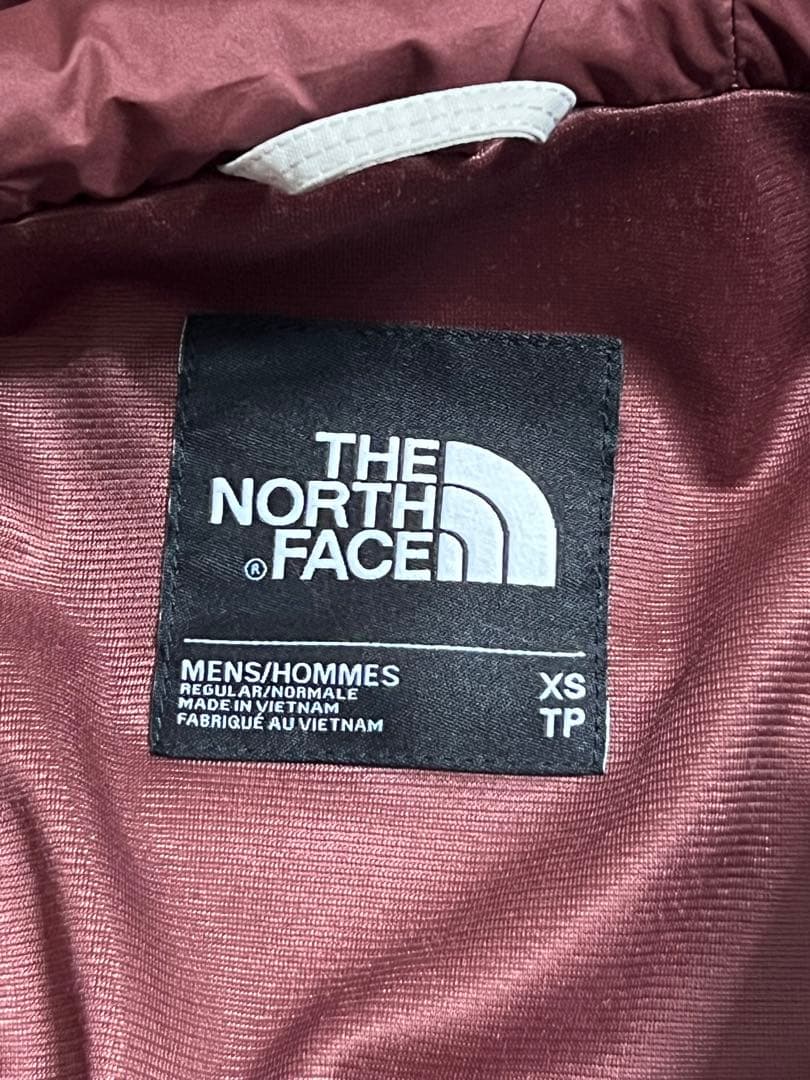 THE
NORTH
® FACE
MENS/HOMMES
REGULAR/NORMALE
MADE IN VIETNAM
FABRIQUÉ AU VIETNAM
XS
TP